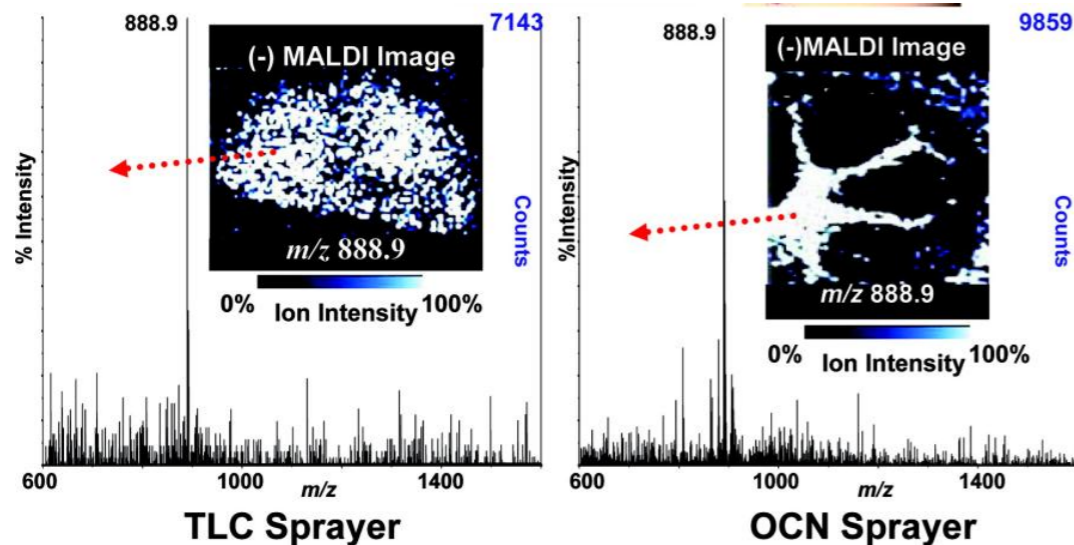 888.9
7143
(-) MALDI Image
m/z 888.9
0%
100%
Ion Intensity
% Intensity
Counts
600
1000
m/z
1400
TLC Sprayer
888.9
9859
(-)MALDI Image
m/z 888.9
0%
100%
Ion Intensity
%Intensity
Counts
600
1000
m/z
1400
OCN Sprayer